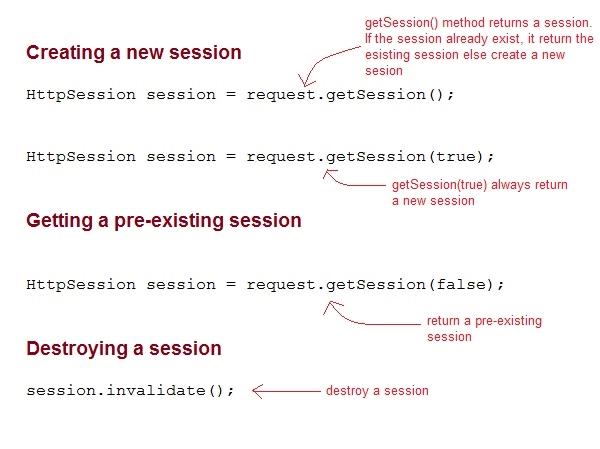 getSession() method returns a session.
If the session already exist, it return the
esisting session else create a new
sesion
Creating a new session
HttpSession session = request.getSession();
HttpSession session = request.getSession(true);
getSession(true) always return
a new session
Getting a pre-existing session
HttpSession session = request.getSession(false);
return a pre-existing
session
Destroying a session
session.invalidate();
destroy a session